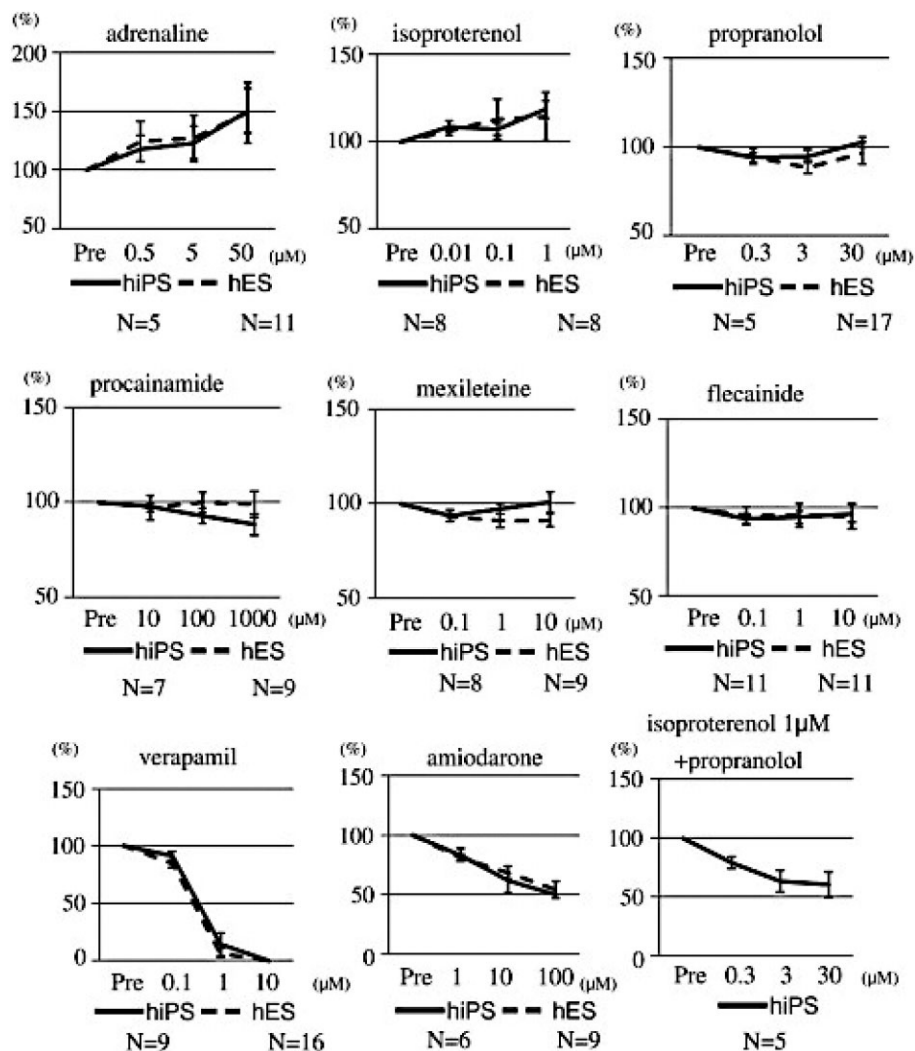 (%) adrenaline
200
150
100
50
Pre 0.5 5 50 (μM)
hiPS hES
N=5 N=11
isoproterenol
(%)
150
100
50
Pre 0.01 0.1 1 (μM)
hiPS hES
N=8 N=8
(%) propranolol
150
100
50
Pre 0.3 3 30 (μM)
hiPS hES
N=5 N=17
(%) procainamide
150
100
50
Pre 10 100 1000 (μM)
hiPS hES
N=7 N=9
(%) mexileteine
150
100
50
Pre 0.1 1 10 (μM)
hiPS hES
N=8 N=9
(%) flecainide
150
100
50
Pre 0.1 1 10 (μM)
hiPS hES
N=11 N=11
(%) verapamil
150
100
50
0
Pre 0.1 1 10 (μM)
hiPS hES
N=9 N=16
(%) amiodarone
150
100
50
0
Pre 1 10 100 (μM)
hiPS hES
N=6 N=9
isoproterenol 1μM
(%) +propranolol
150
100
50
0
Pre 0.3 3 30 (μM)
hiPS
N=5